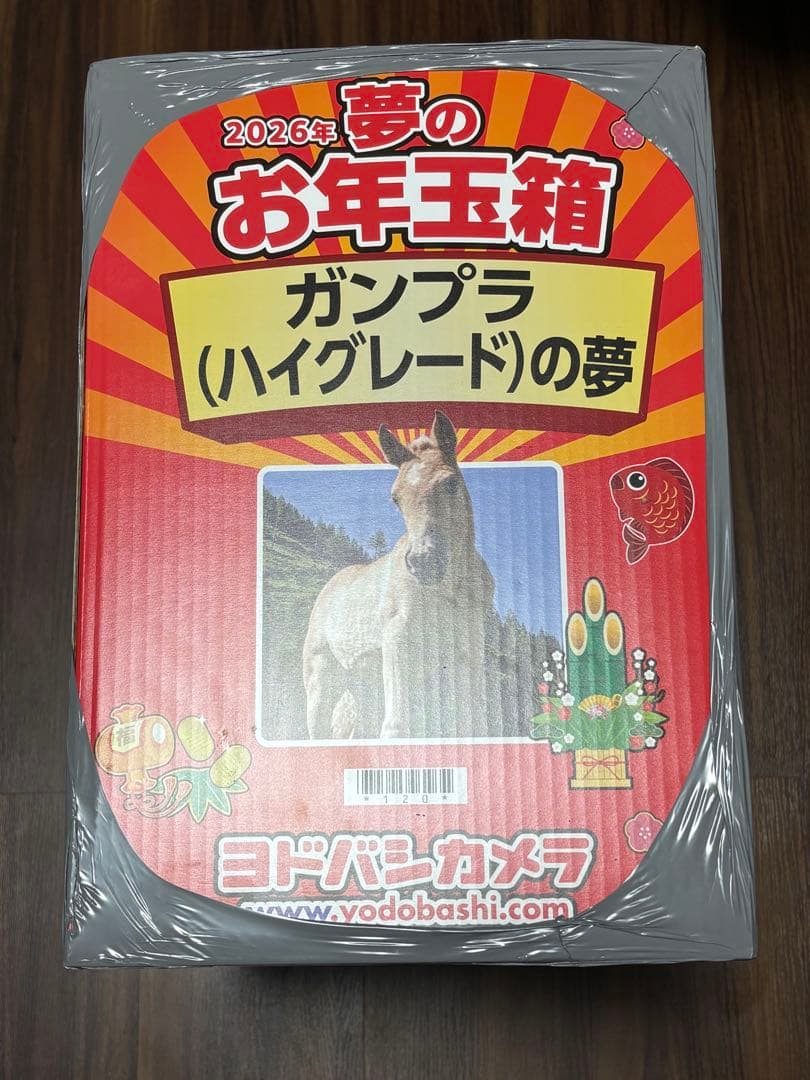 2026年 夢の
お年玉箱
ガンプラ
(ハイグレード)の夢
福
*120*
ヨドバシカメラ
www.yodobashi.com